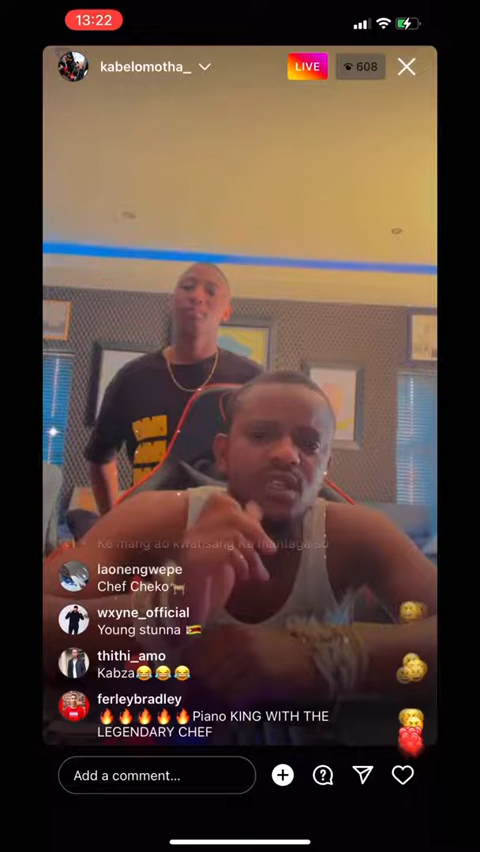 13:22
kabelomotha_
LIVE
608
Ke mang ao kwatisang Ka mantaga so
laonengwepe
Chef Cheko🐄
wxyne_official
Young stunna 🇿🇼
thithi_amo
Kabza😂😂😂
ferleybradley
🔥🔥🔥🔥🔥Piano KING WITH THE
LEGENDARY CHEF
Add a comment...